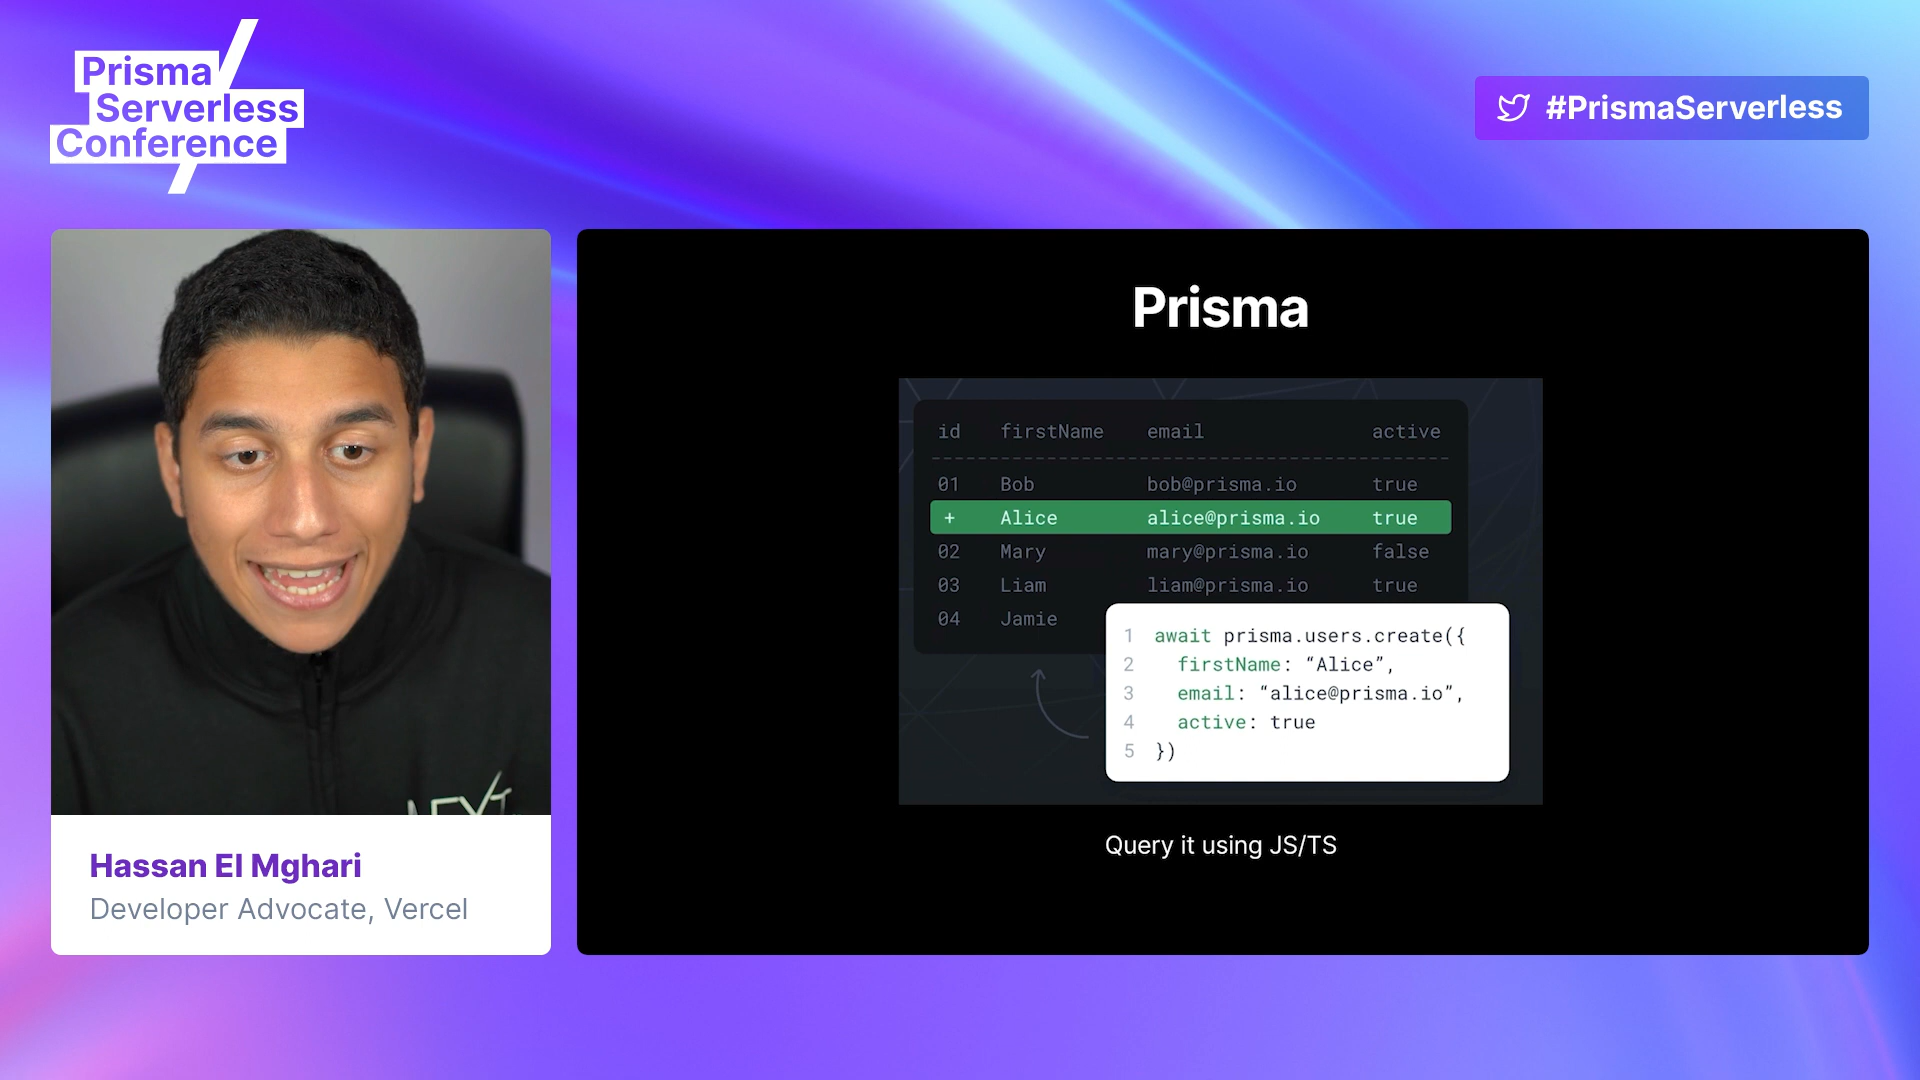 Prisma
Serverless
Conference
#PrismaServerless
Hassan El Mghari
Developer Advocate, Vercel
Prisma
id firstName email active
01 Bob bob@prisma.io true
+ Alice alice@prisma.io true
02 Mary mary@prisma.io false
03 Liam liam@prisma.io true
04 Jamie
1 await prisma.users.create({
2 firstName: “Alice”,
3 email: “alice@prisma.io”,
4 active: true
5 })
Query it using JS/TS